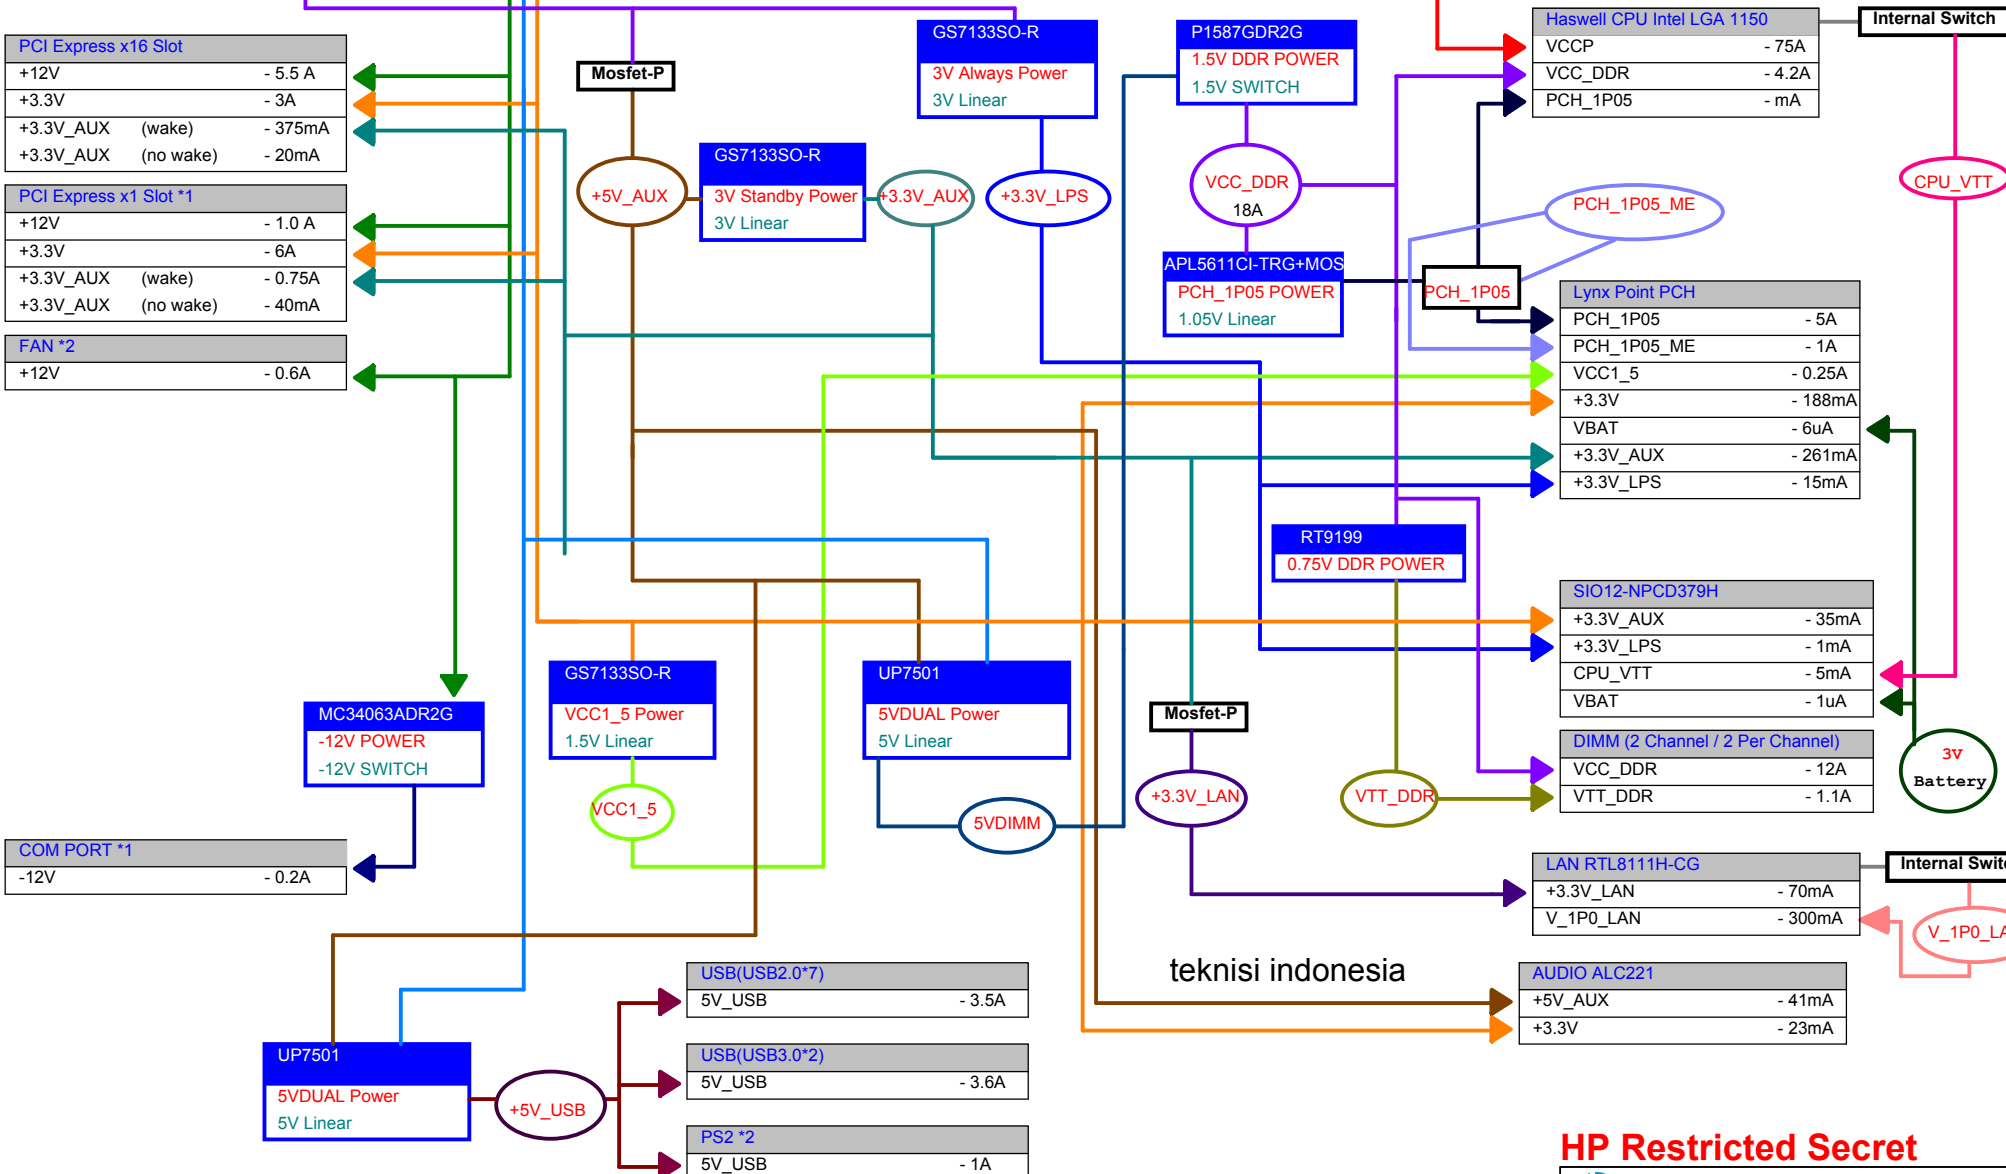 PCI Express x16 Slot
+12V - 5.5 A
+3.3V - 3A
+3.3V_AUX (wake) - 375mA
+3.3V_AUX (no wake) - 20mA
PCI Express x1 Slot *1
+12V - 1.0 A
+3.3V - 6A
+3.3V_AUX (wake) - 0.75A
+3.3V_AUX (no wake) - 40mA
FAN *2
+12V - 0.6A
MC34063ADR2G
-12V POWER
-12V SWITCH
COM PORT *1
-12V - 0.2A
Mosfet-P
+5V_AUX
GS7133SO-R
3V Standby Power
3V Linear
+3.3V_AUX
GS7133SO-R
3V Always Power
3V Linear
+3.3V_LPS
P1587GDR2G
1.5V DDR POWER
1.5V SWITCH
VCC_DDR
18A
APL5611CI-TRG+MOS
PCH_1P05 POWER
1.05V Linear
PCH_1P05
PCH_1P05_ME
Haswell CPU Intel LGA 1150
VCCP - 75A
VCC_DDR - 4.2A
PCH_1P05 - mA
Internal Switch
CPU_VTT
Lynx Point PCH
PCH_1P05 - 5A
PCH_1P05_ME - 1A
VCC1_5 - 0.25A
+3.3V - 188mA
VBAT - 6uA
+3.3V_AUX - 261mA
+3.3V_LPS - 15mA
RT9199
0.75V DDR POWER
SIO12-NPCD379H
+3.3V_AUX - 35mA
+3.3V_LPS - 1mA
CPU_VTT - 5mA
VBAT - 1uA
GS7133SO-R
VCC1_5 Power
1.5V Linear
VCC1_5
UP7501
5VDUAL Power
5V Linear
5VDIMM
Mosfet-P
+3.3V_LAN
VTT_DDR
DIMM (2 Channel / 2 Per Channel)
VCC_DDR - 12A
VTT_DDR - 1.1A
3V
Battery
LAN RTL8111H-CG
+3.3V_LAN - 70mA
V_1P0_LAN - 300mA
Internal Switc
V_1P0_LA
teknisi indonesia
AUDIO ALC221
+5V_AUX - 41mA
+3.3V - 23mA
UP7501
5VDUAL Power
5V Linear
+5V_USB
USB(USB2.0*7)
5V_USB - 3.5A
USB(USB3.0*2)
5V_USB - 3.6A
PS2 *2
5V_USB - 1A
HP Restricted Secret